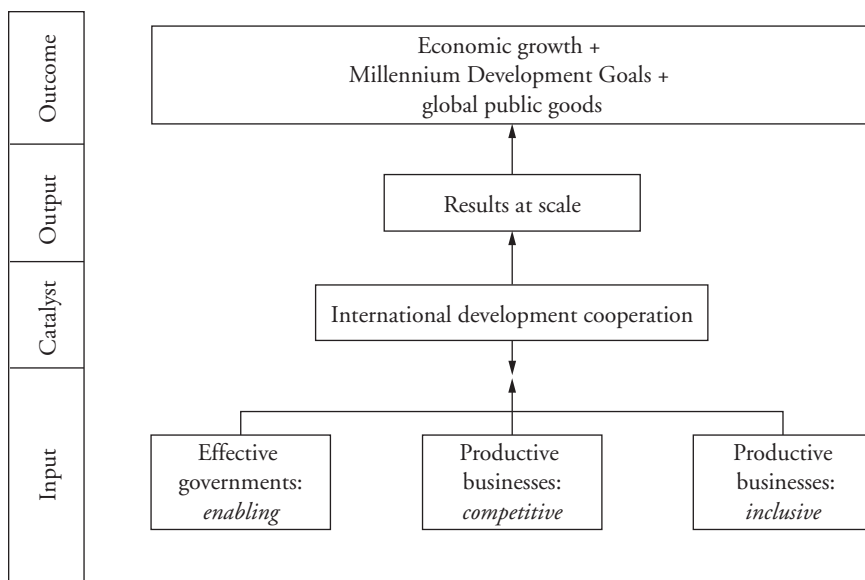 Outcome
Economic growth +
Millennium Development Goals +
global public goods
Output
Results at scale
Catalyst
International development cooperation
Input
Effective
governments:
enabling
Productive
businesses:
competitive
Productive
businesses:
inclusive